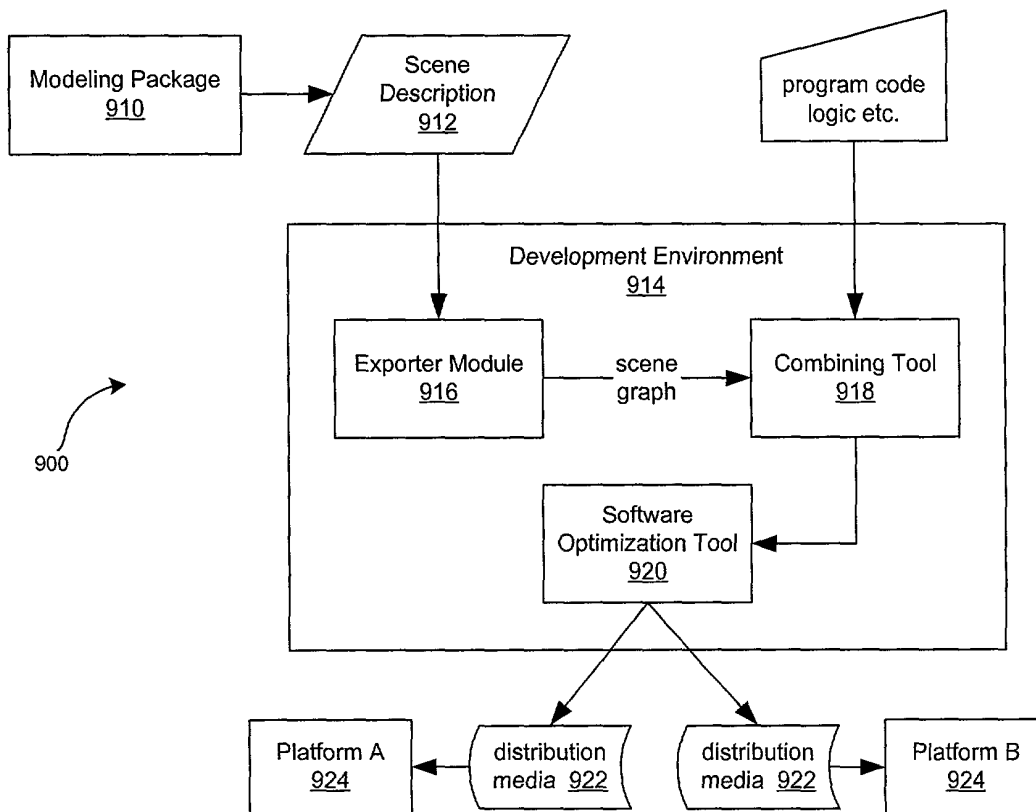 Modeling Package
910
Scene
Description
912
program code
logic etc.
Development Environment
914
Exporter Module
916
scene
graph
Combining Tool
918
900
Software
Optimization Tool
920
Platform A
924
distribution
media 922
distribution
media 922
Platform B
924